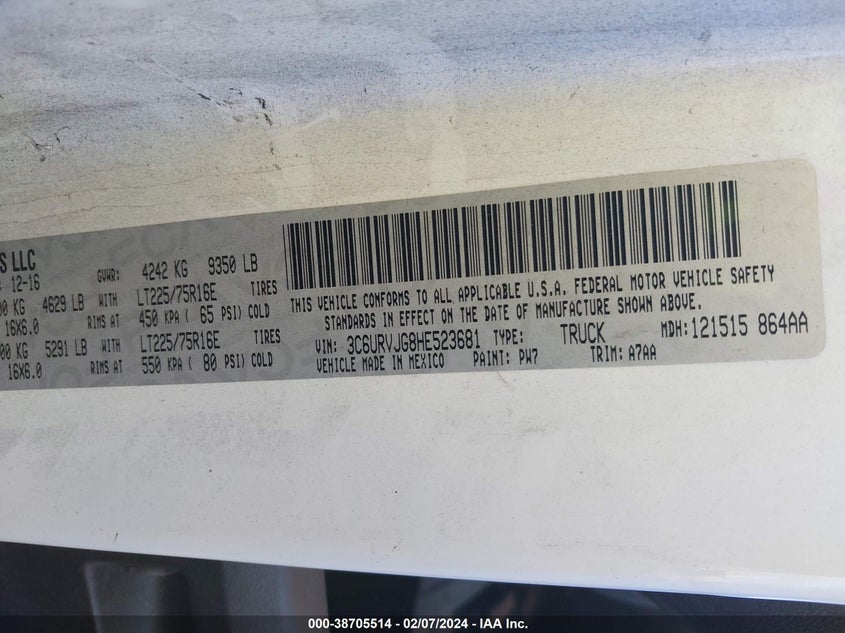 S LLC
12-16 GVWR: 4242 KG 9350 LB
00 KG 4629 LB WITH LT225/75R16E TIRES
16X6.0 RIMS AT 450 KPA ( 65 PSI) COLD
00 KG 5291 LB WITH LT225/75R16E TIRES
16X6.0 RIMS AT 550 KPA ( 80 PSI) COLD
THIS VEHICLE CONFORMS TO ALL APPLICABLE U.S.A. FEDERAL MOTOR VEHICLE SAFETY
STANDARDS IN EFFECT ON THE DATE OF MANUFACTURE SHOWN ABOVE.
VIN: 3C6URVJG8HE523681 TYPE: TRUCK MDH: 121515 864AA
VEHICLE MADE IN MEXICO PAINT: PW7 TRIM: A7AA
000-38705514 - 02/07/2024 - IAA Inc.